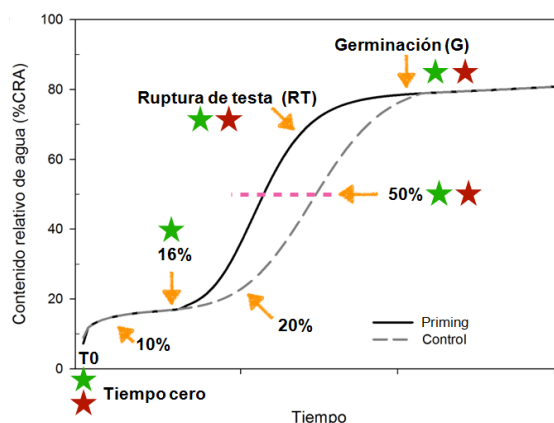 100
80
60
40
20
0
Contenido relativo de agua (%CRA)
Germinación (G)
Ruptura de testa (RT)
50%
16%
20%
10%
T0
Priming
Control
Tiempo cero
Tiempo